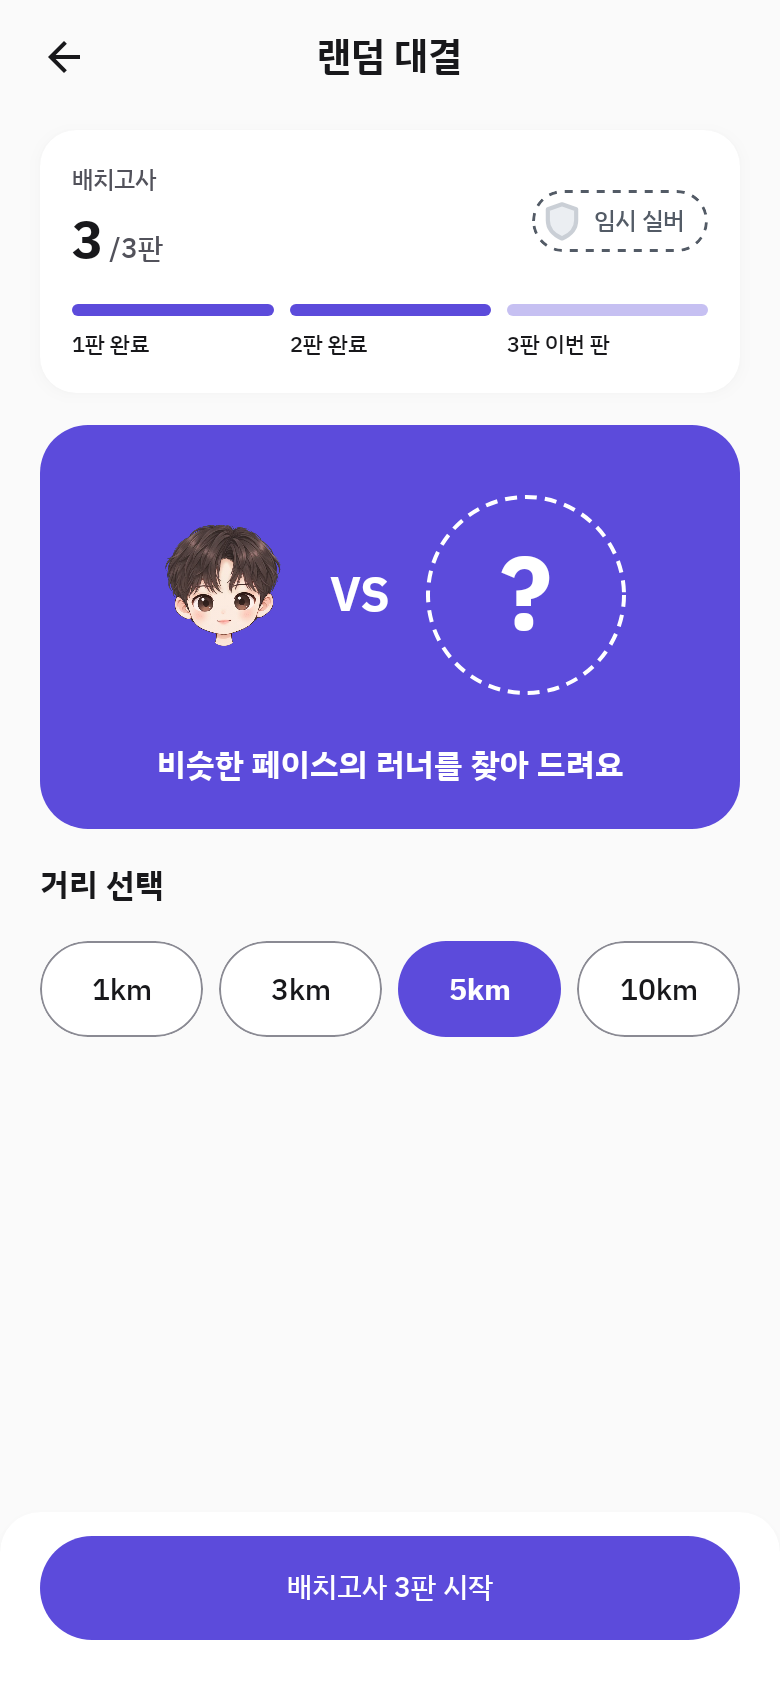 랜덤 대결
배치고사
3 /3판
임시 실버
1판 완료
2판 완료
3판 이번 판
VS
?
비슷한 페이스의 러너를 찾아 드려요
거리 선택
1km
3km
5km
10km
배치고사 3판 시작